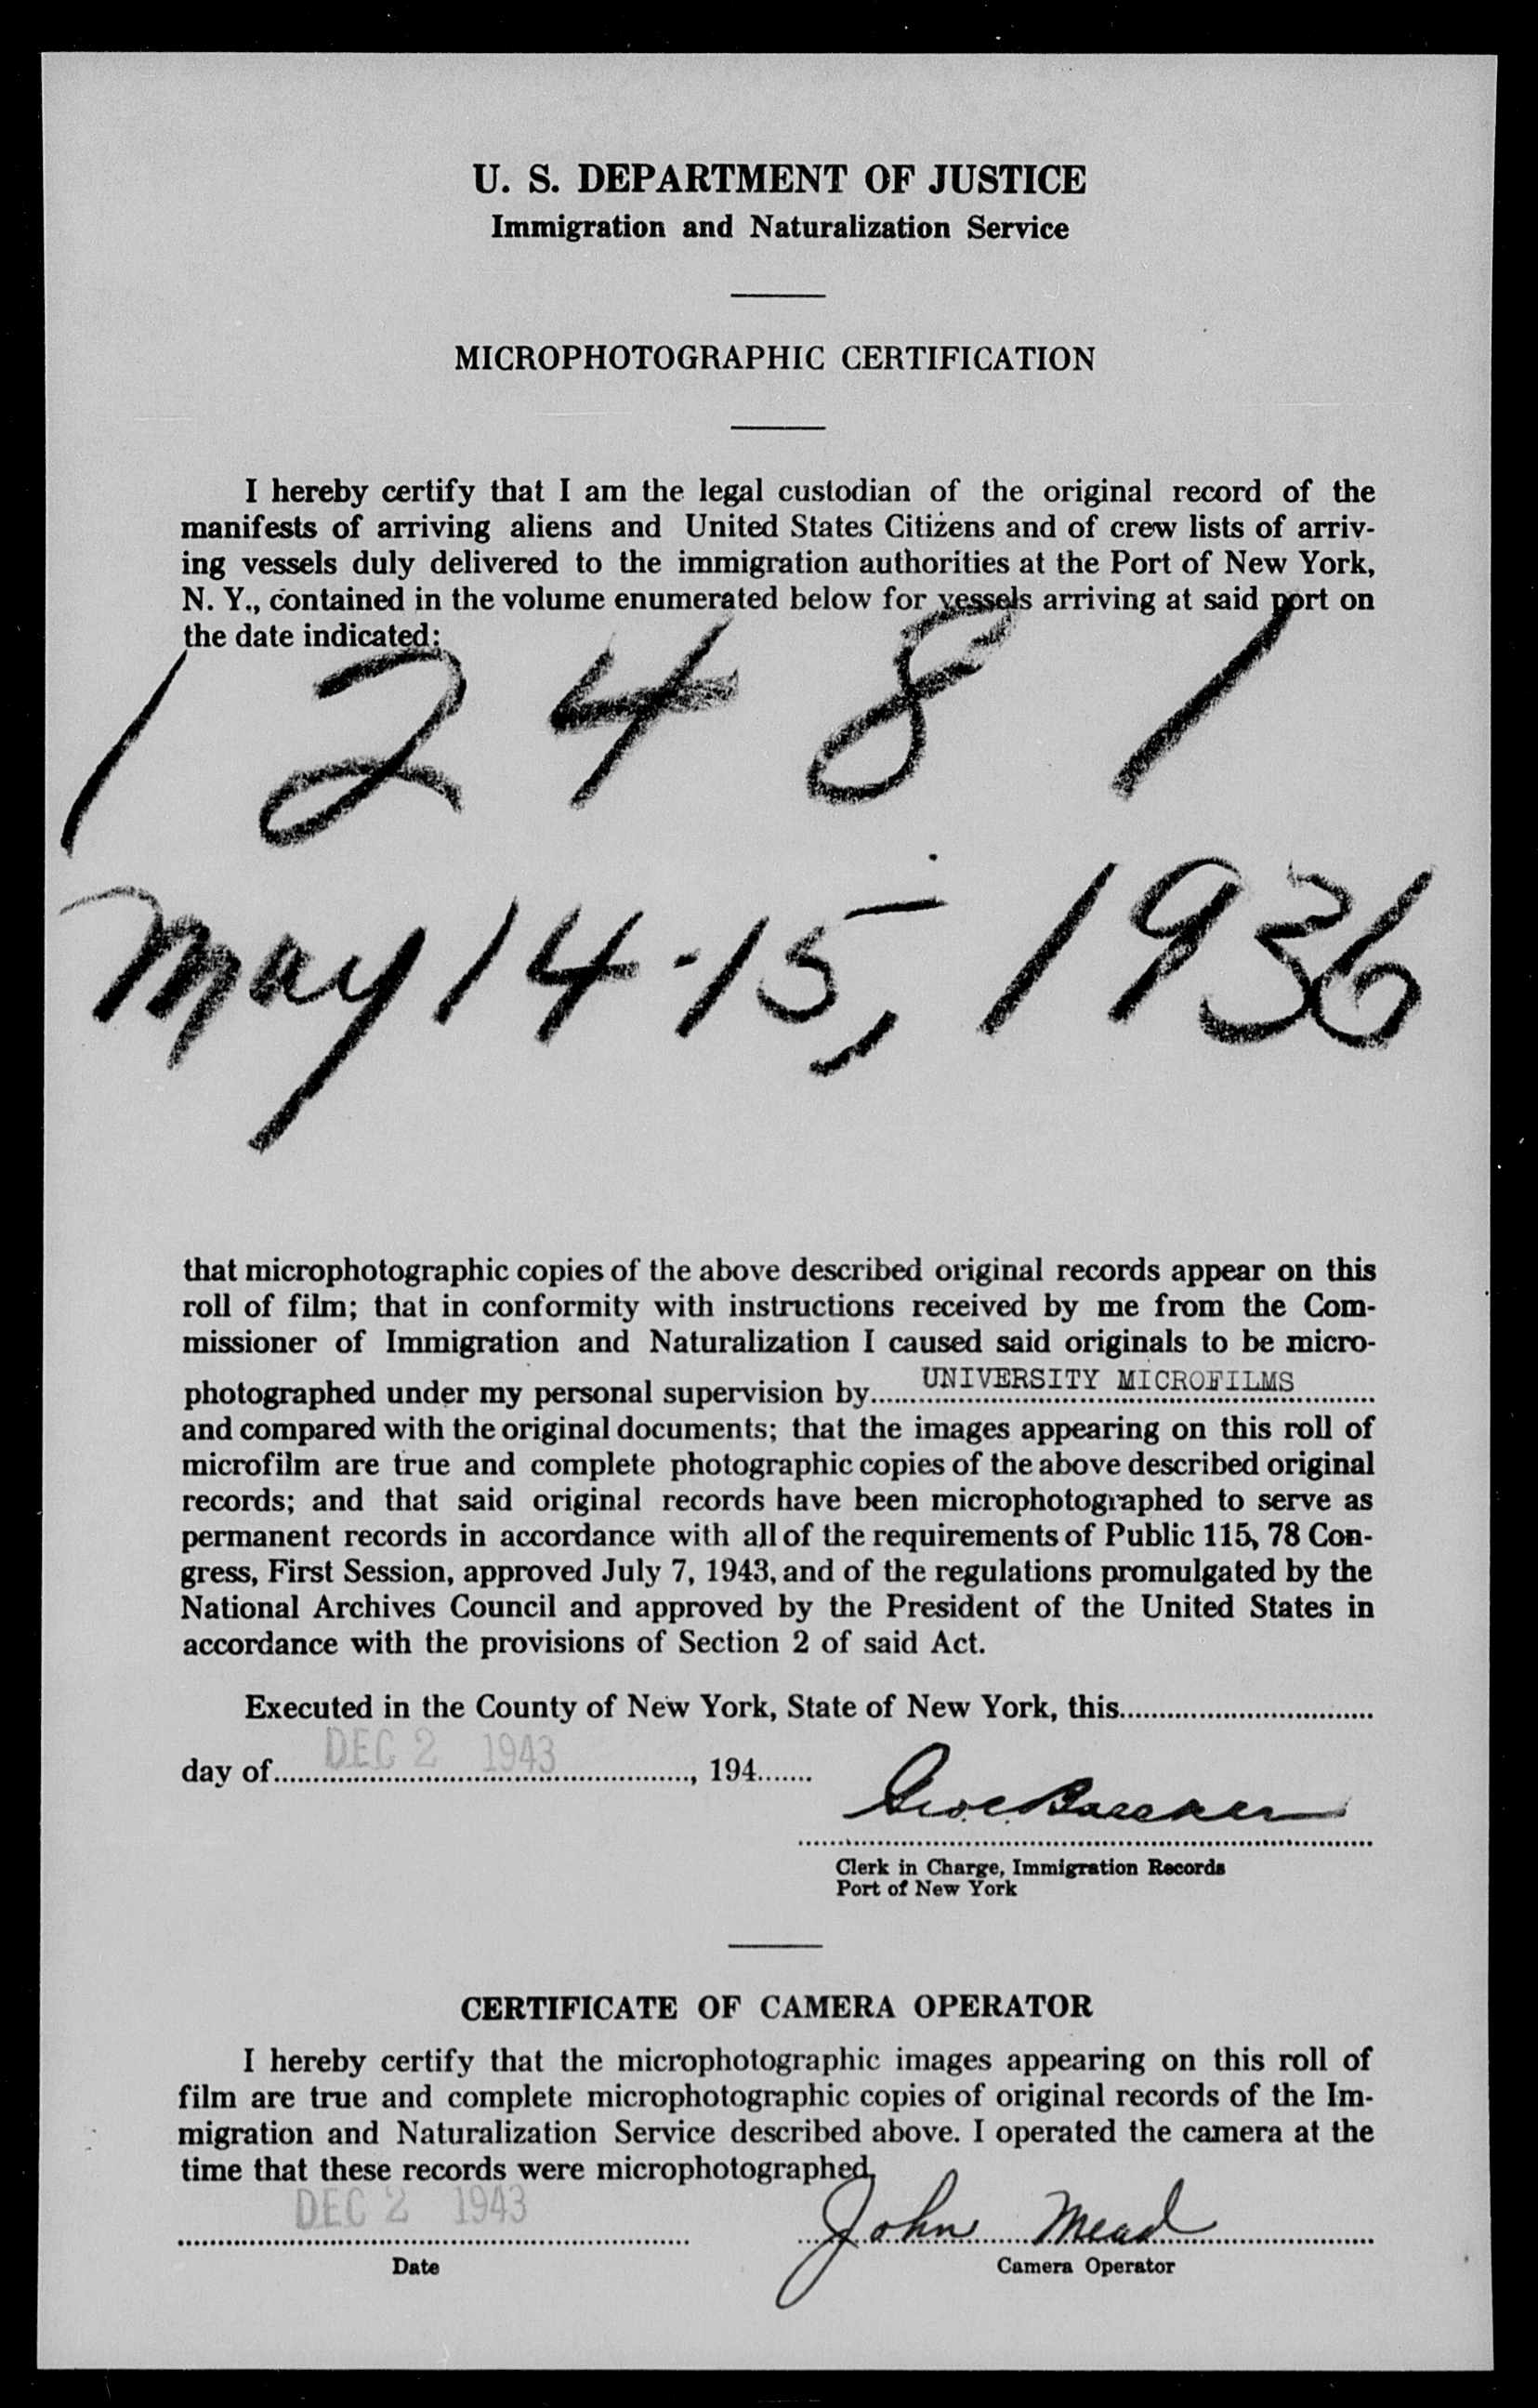 U. S. DEPARTMENT OF JUSTICE
Immigration and Naturalization Service
MICROPHOTOGRAPHIC CERTIFICATION
I hereby certify that I am the legal custodian of the original record of the
manifests of arriving aliens and United States Citizens and of crew lists of arriv-
ing vessels duly delivered to the immigration authorities at the Port of New York,
N. Y., contained in the volume enumerated below for vessels arriving at said port on
the date indicated:
12481
May 14-15, 1936
that microphotographic copies of the above described original records appear on this
roll of film; that in conformity with instructions received by me from the Com-
missioner of Immigration and Naturalization I caused said originals to be micro-
photographed under my personal supervision by UNIVERSITY MICROFILMS
and compared with the original documents; that the images appearing on this roll of
microfilm are true and complete photographic copies of the above described original
records; and that said original records have been microphotographed to serve as
permanent records in accordance with all of the requirements of Public 115, 78 Con-
gress, First Session, approved July 7, 1943, and of the regulations promulgated by the
National Archives Council and approved by the President of the United States in
accordance with the provisions of Section 2 of said Act.
Executed in the County of New York, State of New York, this
day of DEC 2 1943, 194
Clerk in Charge, Immigration Records
Port of New York
CERTIFICATE OF CAMERA OPERATOR
I hereby certify that the microphotographic images appearing on this roll of
film are true and complete microphotographic copies of original records of the Im-
migration and Naturalization Service described above. I operated the camera at the
time that these records were microphotographed.
DEC 2 1943 John Mead
Date Camera Operator